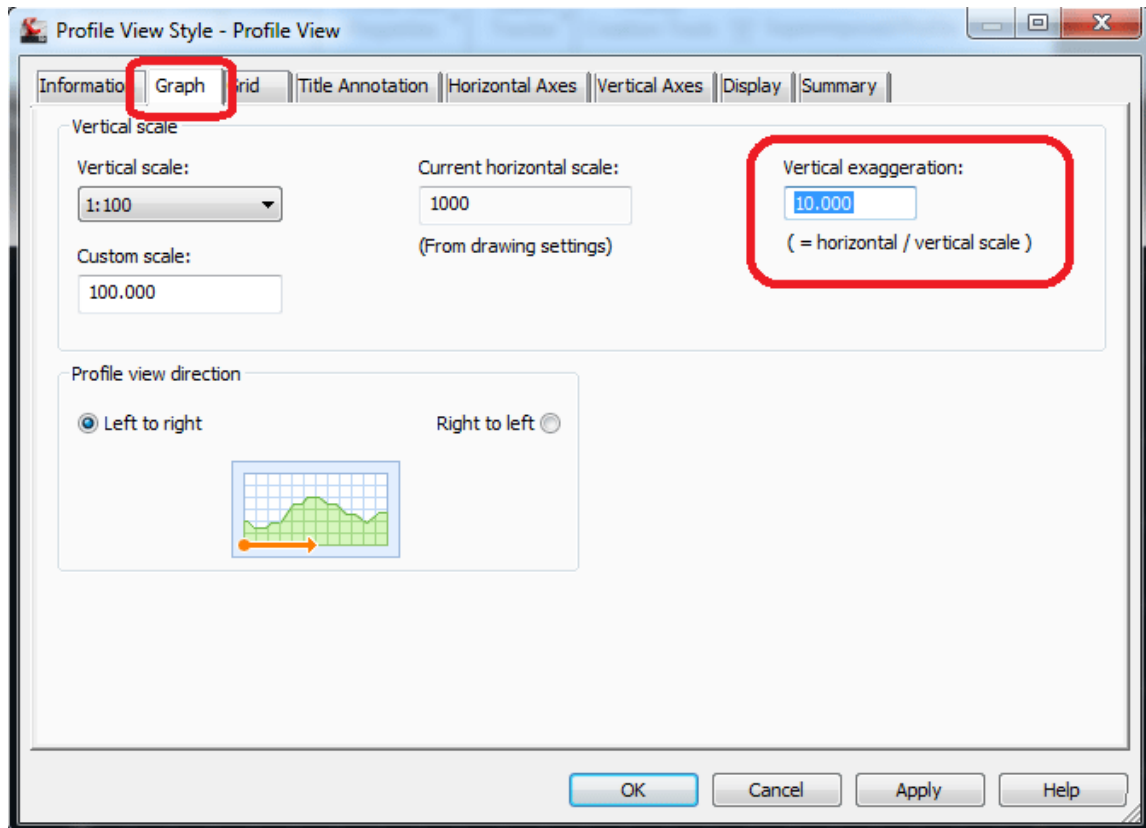 Profile View Style - Profile View
Information Graph Grid Title Annotation Horizontal Axes Vertical Axes Display Summary
Vertical scale
Vertical scale: Current horizontal scale: Vertical exaggeration:
1:100 1000 10.000
(From drawing settings) ( = horizontal / vertical scale )
Custom scale:
100.000
Profile view direction
Left to right Right to left
OK Cancel Apply Help